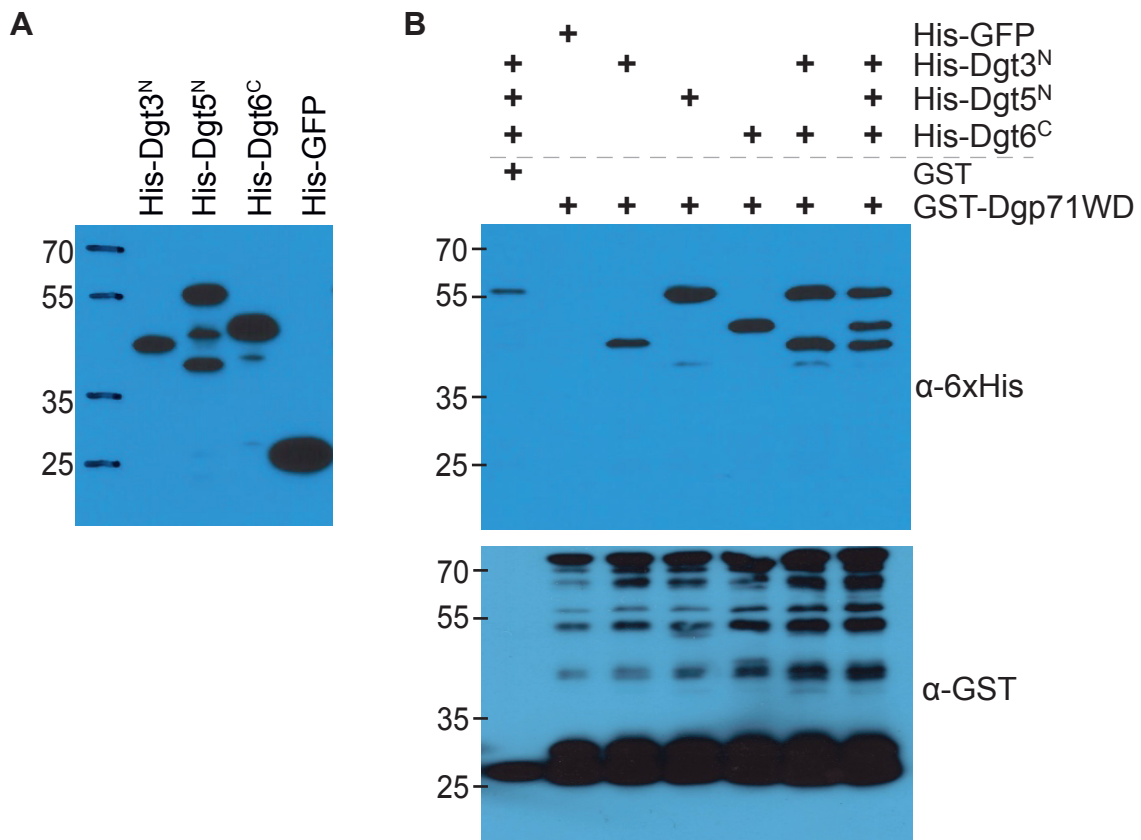 A
His-Dgt3N
His-Dgt5N
His-Dgt6C
His-GFP
70
55
35
25
B
+ His-GFP
+ + + + His-Dgt3N
+ + + His-Dgt5N
+ + + + His-Dgt6C
+ GST
+ + + + + + GST-Dgp71WD
70
55
35
25
α-6xHis
70
55
35
25
α-GST